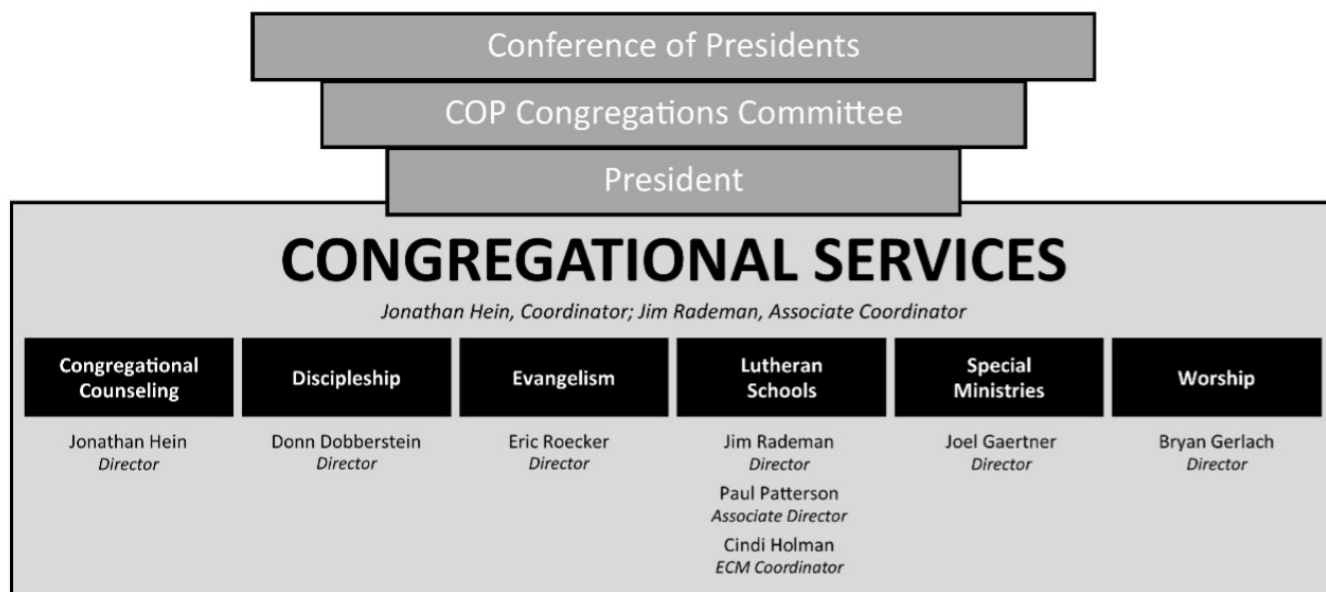 Conference of Presidents
COP Congregations Committee
President
CONGREGATIONAL SERVICES
Jonathan Hein, Coordinator; Jim Rademan, Associate Coordinator
Congregational
Counseling
Jonathan Hein
Director
Discipleship
Donn Dobberstein
Director
Evangelism
Eric Roecker
Director
Lutheran
Schools
Jim Rademan
Director
Paul Patterson
Associate Director
Cindi Holman
ECM Coordinator
Special
Ministries
Joel Gaertner
Director
Worship
Bryan Gerlach
Director